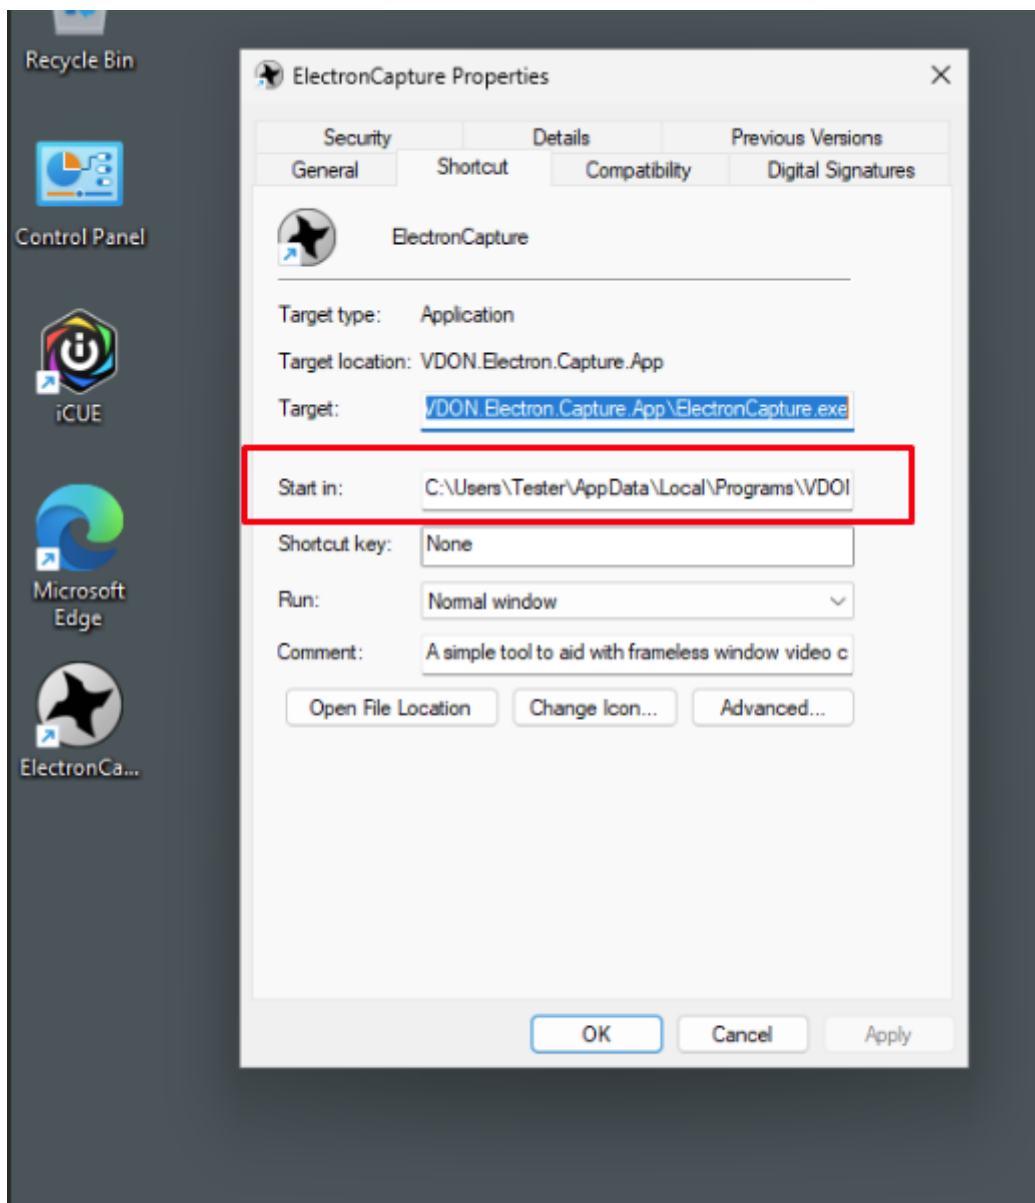 Recycle Bin
Control Panel
iCUE
Microsoft
Edge
ElectronCa...
ElectronCapture Properties
Security Details Previous Versions
General Shortcut Compatibility Digital Signatures
ElectronCapture
Target type: Application
Target location: VDON.Electron.Capture.App
Target: VDON.Electron.Capture.App\ElectronCapture.exe
Start in: C:\Users\Tester\AppData\Local\Programs\VDON
Shortcut key: None
Run: Normal window
Comment: A simple tool to aid with frameless window video c
Open File Location Change Icon... Advanced...
OK Cancel Apply